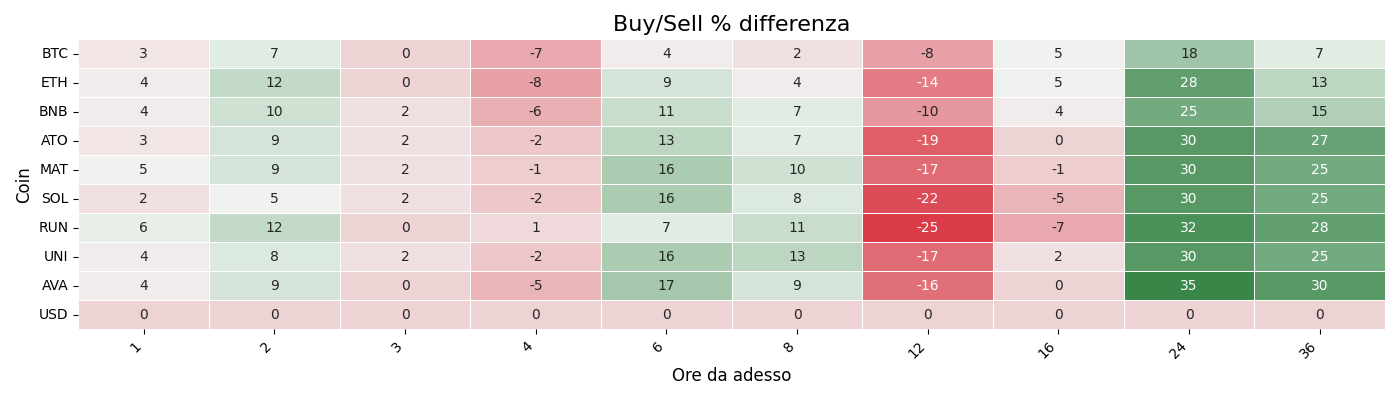 Buy/Sell % differenza
BTC 3 7 0 -7 4 2 -8 5 18 7
ETH 4 12 0 -8 9 4 -14 5 28 13
BNB 4 10 2 -6 11 7 -10 4 25 15
ATO 3 9 2 -2 13 7 -19 0 30 27
MAT 5 9 2 -1 16 10 -17 -1 30 25
SOL 2 5 2 -2 16 8 -22 -5 30 25
RUN 6 12 0 1 7 11 -25 -7 32 28
UNI 4 8 2 -2 16 13 -17 2 30 25
AVA 4 9 0 -5 17 9 -16 0 35 30
USD 0 0 0 0 0 0 0 0 0 0
Coin
1 2 3 4 6 8 12 16 24 36
Ore da adesso